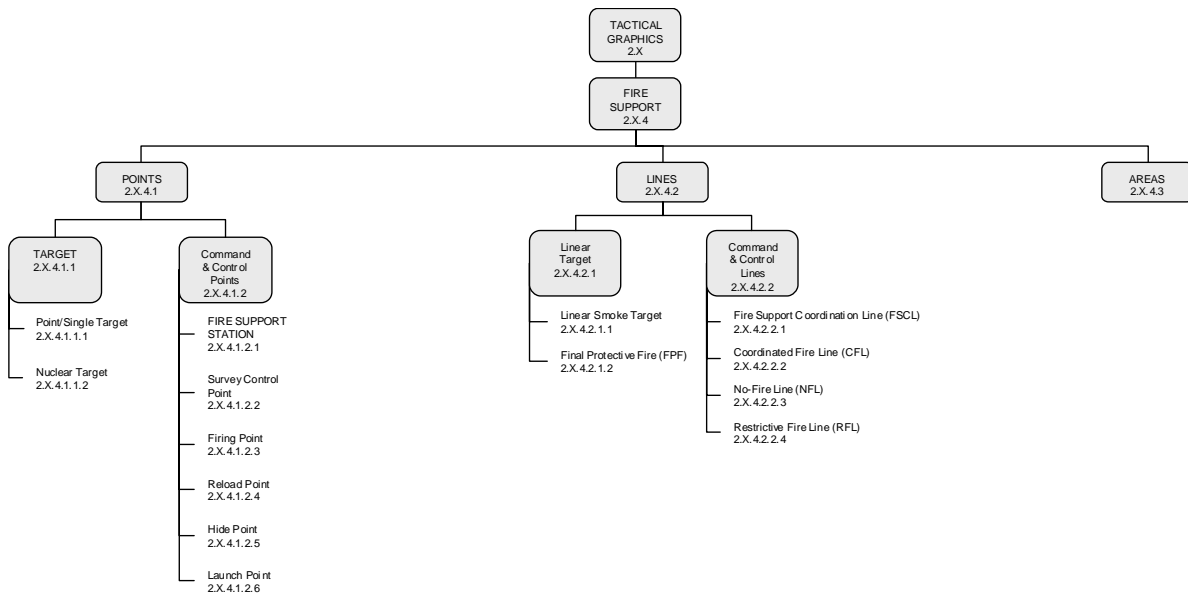 TACTICAL
GRAPHICS
2.X
FIRE
SUPPORT
2.X.4
POINTS
2.X.4.1
LINES
2.X.4.2
AREAS
2.X.4.3
TARGET
2.X.4.1.1
Command
& Control
Points
2.X.4.1.2
Linear
Target
2.X.4.2.1
Command
& Control
Lines
2.X.4.2.2
Point/Single Target
2.X.4.1.1.1
Nuclear Target
2.X.4.1.1.2
FIRE SUPPORT
STATION
2.X.4.1.2.1
Survey Control
Point
2.X.4.1.2.2
Firing Point
2.X.4.1.2.3
Reload Point
2.X.4.1.2.4
Hide Point
2.X.4.1.2.5
Launch Point
2.X.4.1.2.6
Linear Smoke Target
2.X.4.2.1.1
Final Protective Fire (FPF)
2.X.4.2.1.2
Fire Support Coordination Line (FSCL)
2.X.4.2.2.1
Coordinated Fire Line (CFL)
2.X.4.2.2.2
No-Fire Line (NFL)
2.X.4.2.2.3
Restrictive Fire Line (RFL)
2.X.4.2.2.4